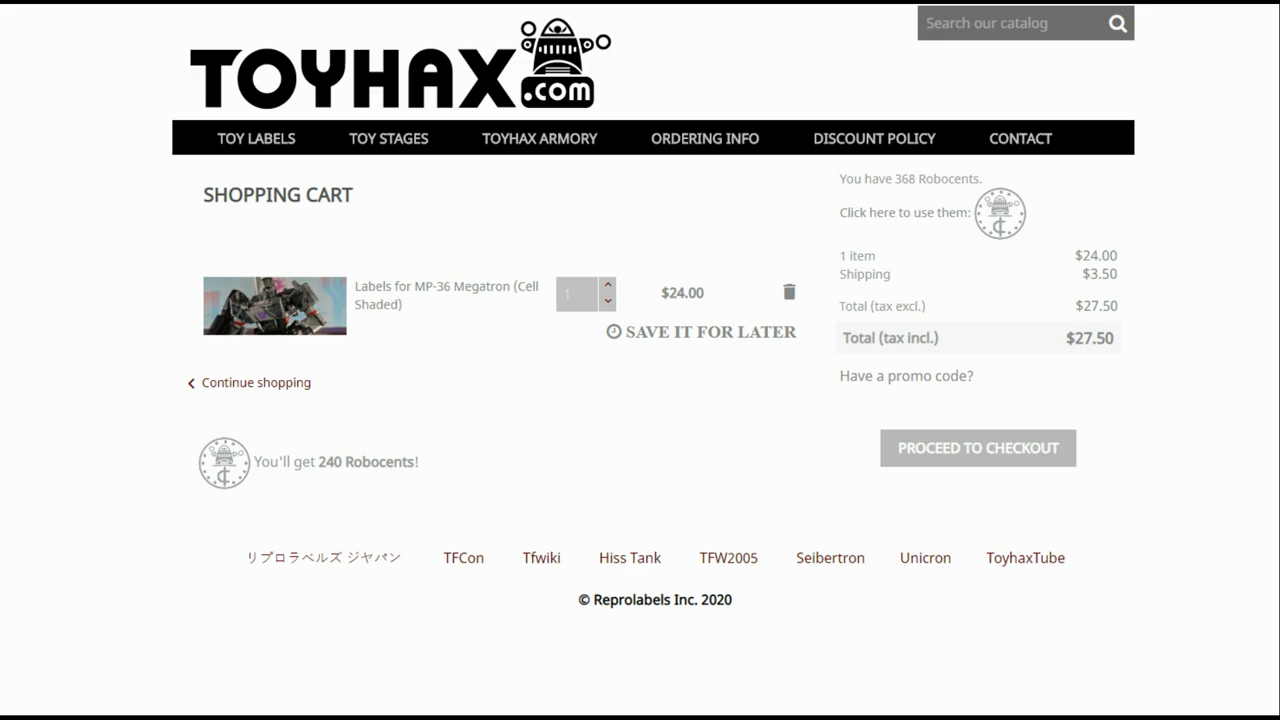 Search our catalog
TOYHAX.com
TOY LABELS TOY STAGES TOYHAX ARMORY ORDERING INFO DISCOUNT POLICY CONTACT
SHOPPING CART
Labels for MP-36 Megatron (Cell
Shaded)
1
$24.00
SAVE IT FOR LATER
Continue shopping
You'll get 240 Robocents!
You have 368 Robocents.
Click here to use them:
1 item $24.00
Shipping $3.50
Total (tax excl.) $27.50
Total (tax incl.) $27.50
Have a promo code?
PROCEED TO CHECKOUT
リプロラベルズ ジャパン TFCon Tfwiki Hiss Tank TFW2005 Seibertron Unicron ToyhaxTube
© Reprolabels Inc. 2020